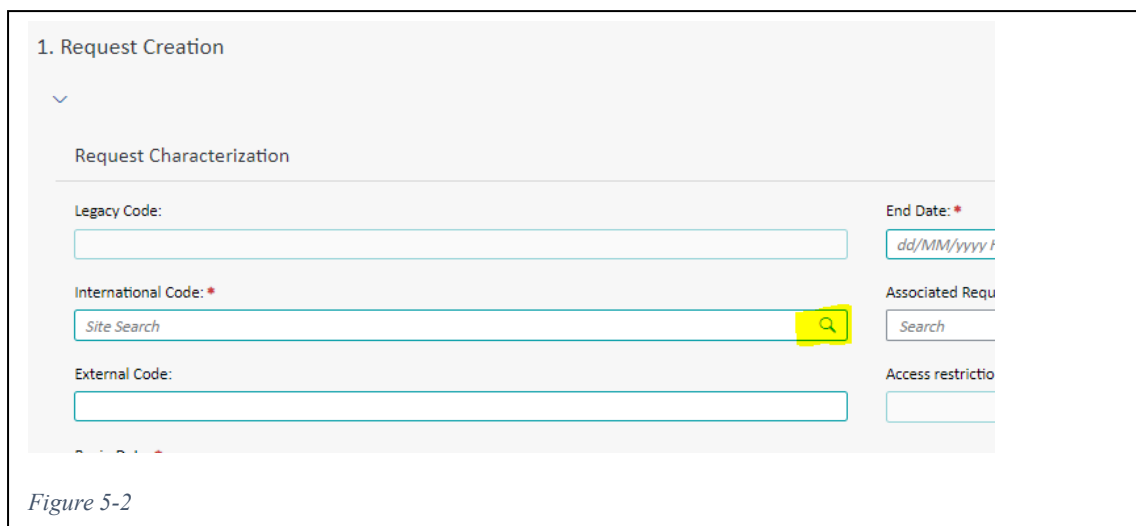 1. Request Creation
Request Characterization
Legacy Code:
End Date: *
dd/MM/yyyy
International Code: *
Associated Requ
Site Search
Search
External Code:
Access restrictio
Figure 5-2